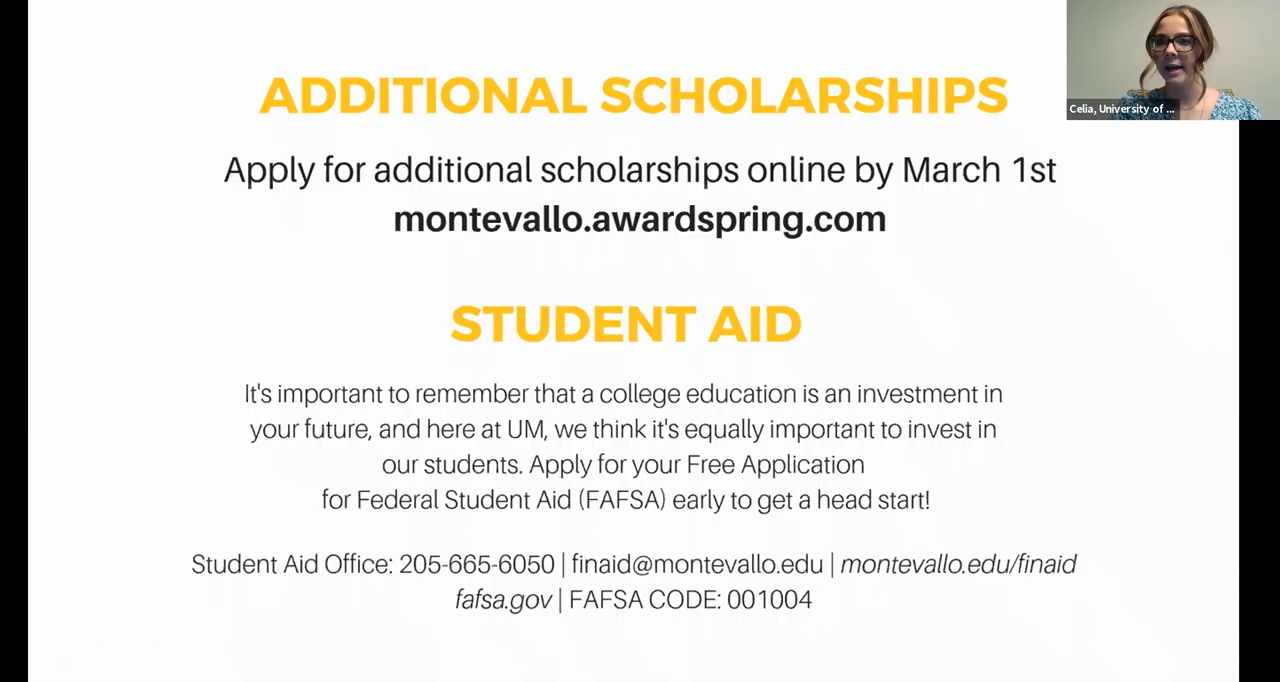 ADDITIONAL SCHOLARSHIPS
Apply for additional scholarships online by March 1st
montevallo.awardspring.com
STUDENT AID
It's important to remember that a college education is an investment in
your future, and here at UM, we think it's equally important to invest in
our students. Apply for your Free Application
for Federal Student Aid (FAFSA) early to get a head start!
Student Aid Office: 205-665-6050 | finaid@montevallo.edu | montevallo.edu/finaid
fafsa.gov | FAFSA CODE: 001004
Celia, University of ...